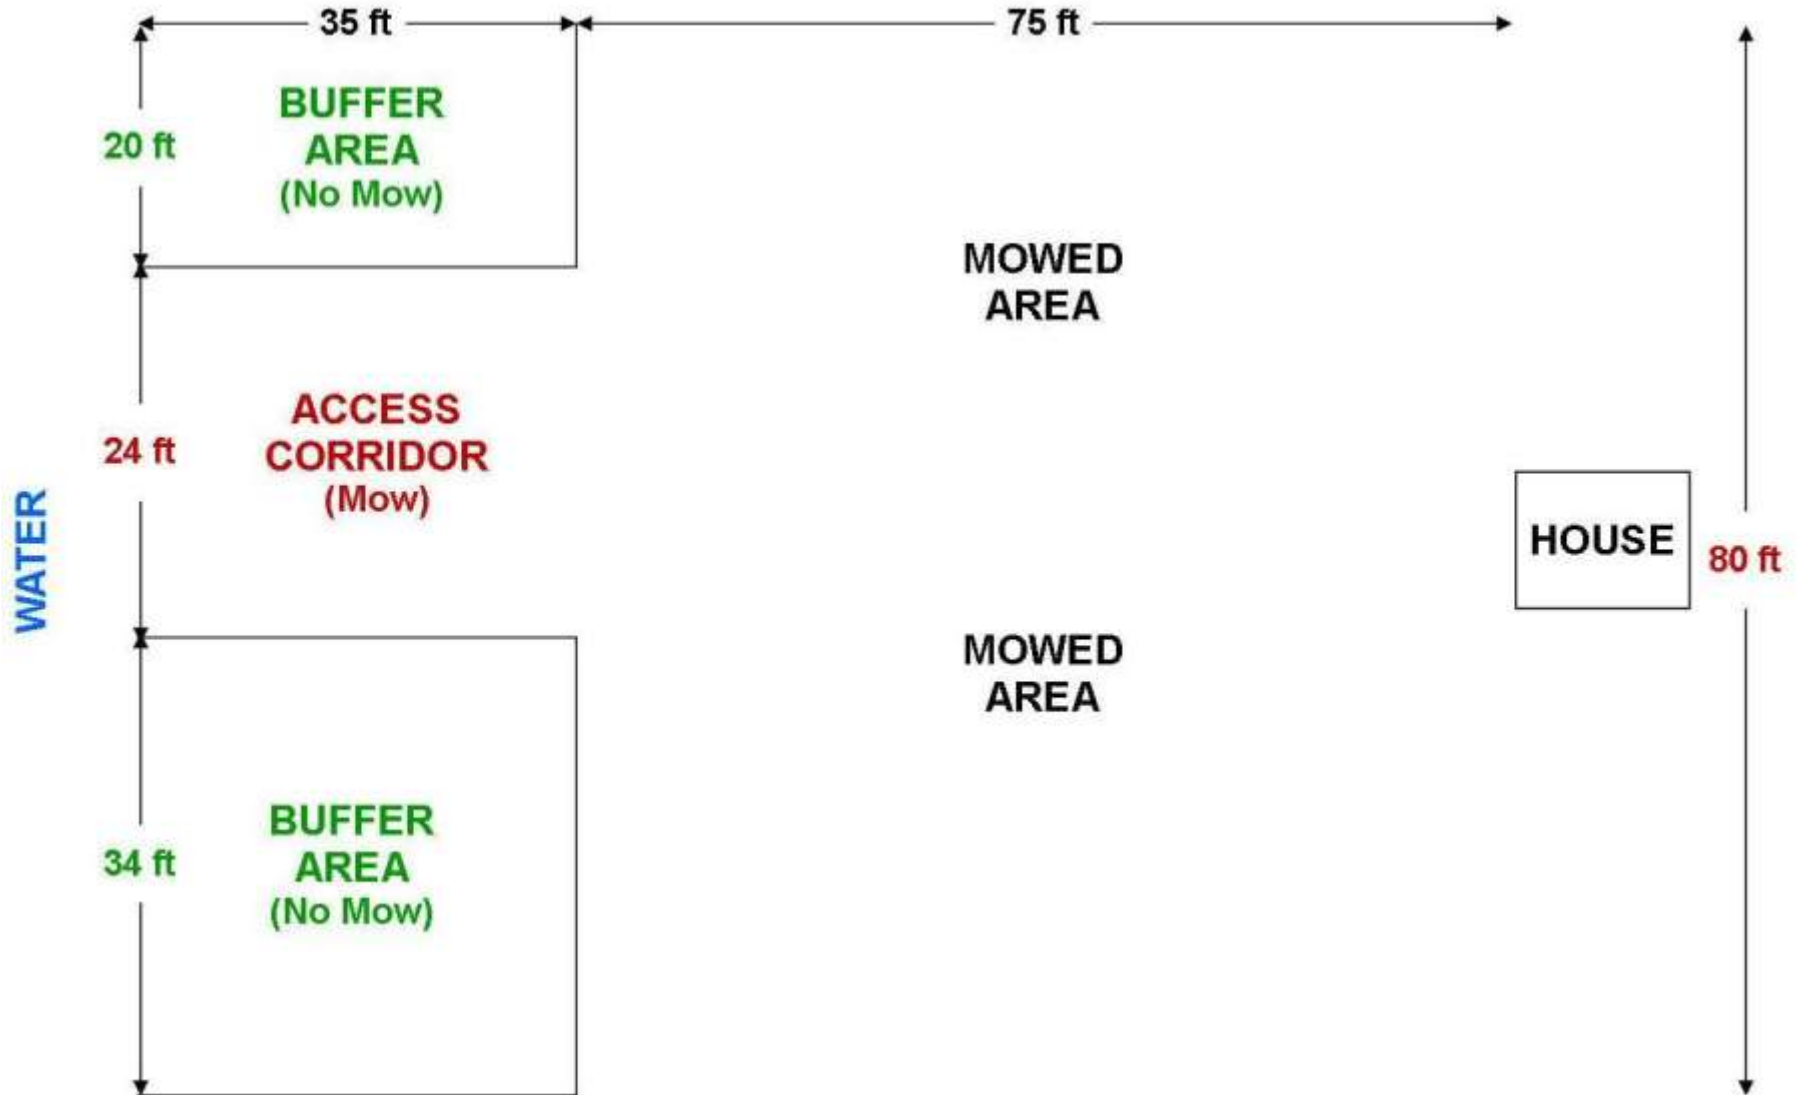 35 ft
75 ft
BUFFER
AREA
(No Mow)
20 ft
MOWED
AREA
ACCESS
CORRIDOR
(Mow)
24 ft
WATER
HOUSE
80 ft
MOWED
AREA
BUFFER
AREA
(No Mow)
34 ft